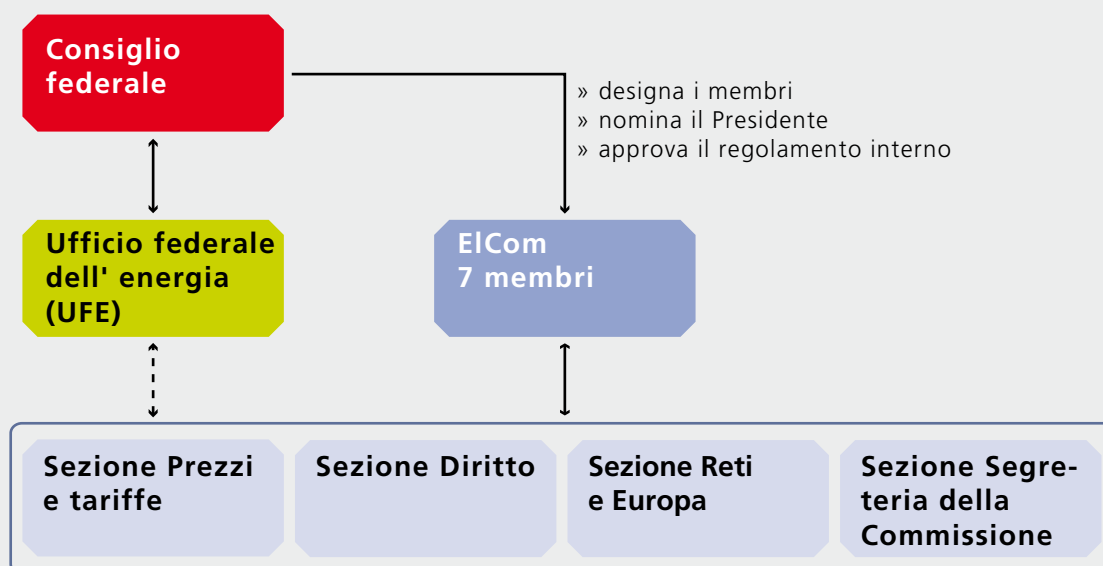 Consiglio
federale
» designa i membri
» nomina il Presidente
» approva il regolamento interno
Ufficio federale
dell' energia
(UFE)
ElCom
7 membri
Sezione Prezzi
e tariffe
Sezione Diritto
Sezione Reti
e Europa
Sezione Segre-
teria della
Commissione